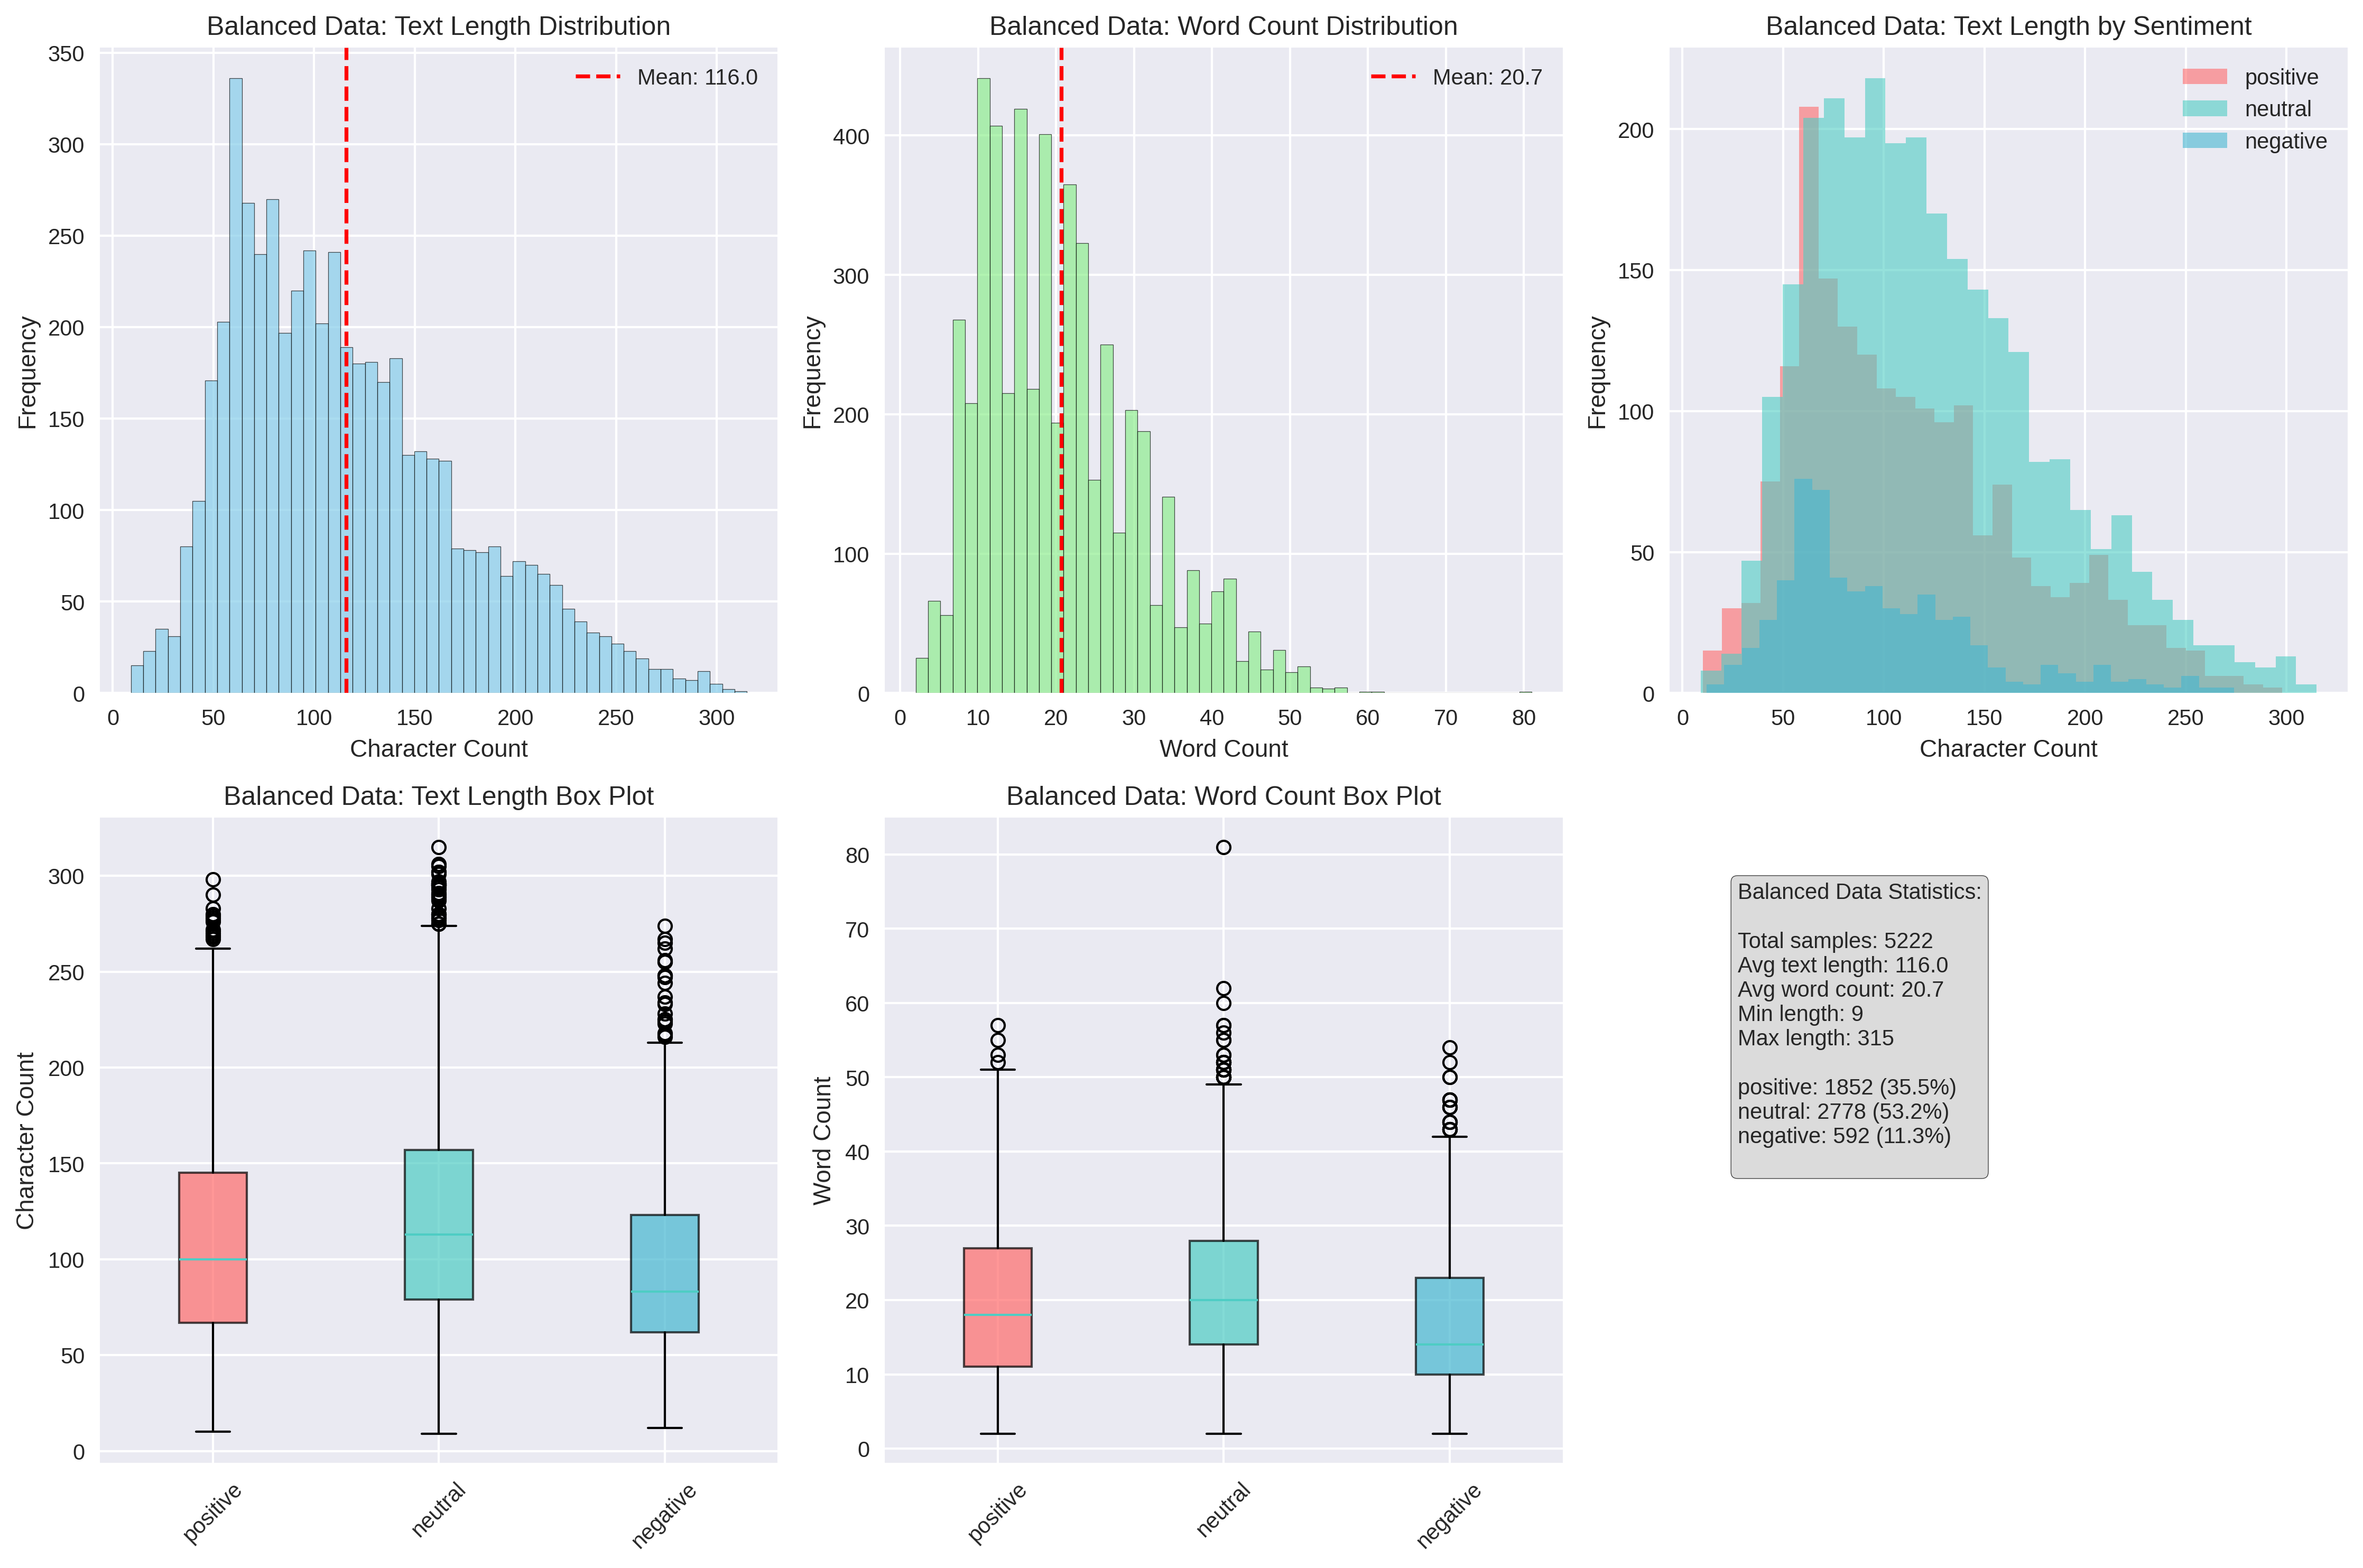 Balanced Data: Text Length Distribution
350
300
250
200
150
100
50
0
Frequency
0 50 100 150 200 250 300
Character Count
Mean: 116.0
Balanced Data: Word Count Distribution
400
300
200
100
0
Frequency
0 10 20 30 40 50 60 70 80
Word Count
Mean: 20.7
Balanced Data: Text Length by Sentiment
200
150
100
50
0
Frequency
0 50 100 150 200 250 300
Character Count
positive
neutral
negative
Balanced Data: Text Length Box Plot
300
250
200
150
100
50
0
Character Count
positive neutral negative
Balanced Data: Word Count Box Plot
80
70
60
50
40
30
20
10
0
Word Count
positive neutral negative
Balanced Data Statistics:
Total samples: 5222
Avg text length: 116.0
Avg word count: 20.7
Min length: 9
Max length: 315
positive: 1852 (35.5%)
neutral: 2778 (53.2%)
negative: 592 (11.3%)